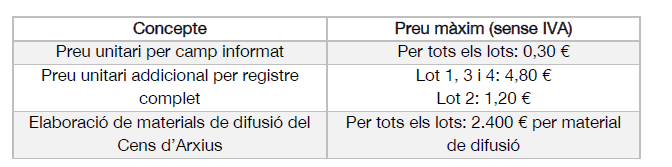 Concepte
Preu màxim (sense IVA)
Preu unitari per camp informat
Per tots els lots: 0,30 €
Preu unitari addicional per registre
complet
Lot 1, 3 i 4: 4,80 €
Lot 2: 1,20 €
Elaboració de materials de difusió del
Cens d’Arxius
Per tots els lots: 2.400 € per material
de difusió